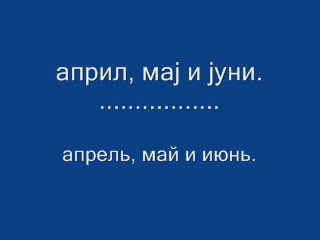 април, мај и јуни.
.................
апрель, май и июнь.